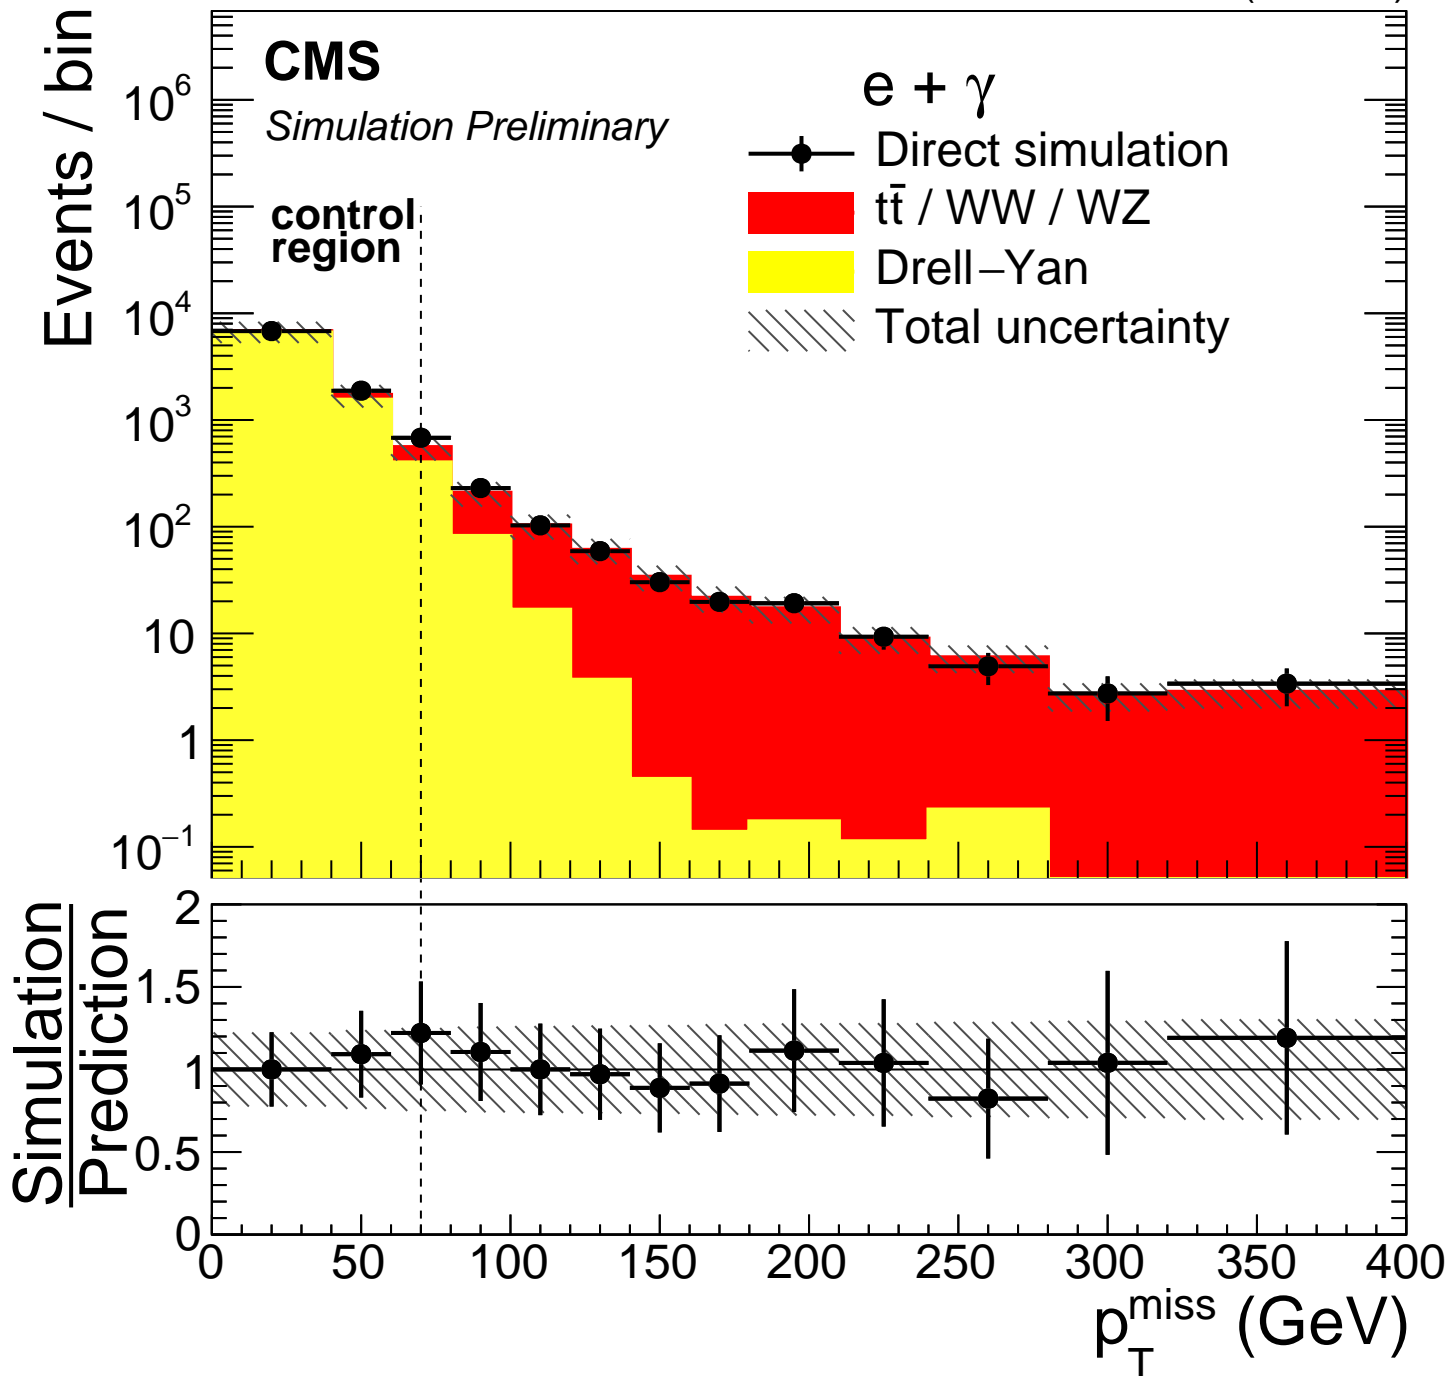 CMS
Simulation Preliminary
e + γ
Direct simulation
tt̄ / WW / WZ
Drell–Yan
Total uncertainty
control
region
Events / bin
10⁶
10⁵
10⁴
10³
10²
10
1
10⁻¹
Simulation
Prediction
2
1.5
1
0.5
0
0 50 100 150 200 250 300 350 400
p_T^miss (GeV)